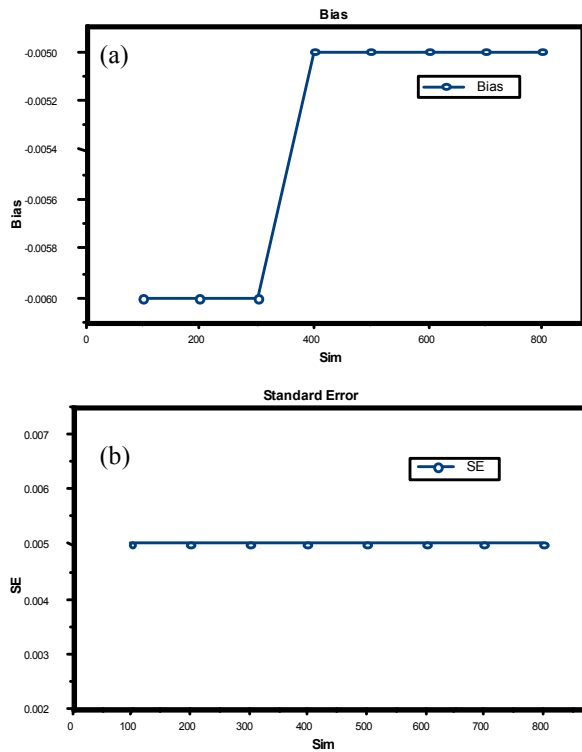 Bias
(a)
-0.0050
-0.0052
-0.0054
-0.0056
-0.0058
-0.0060
Bias
Bias
0 200 400 600 800
Sim
Standard Error
(b)
0.007
0.006
0.005
0.004
0.003
0.002
SE
SE
0 100 200 300 400 500 600 700 800
Sim